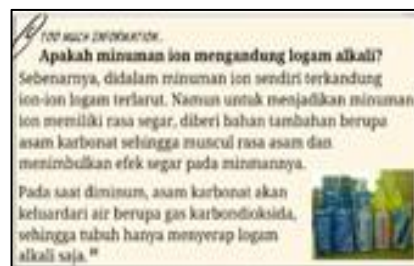 TOO MUCH INFORMATION
Apakah minuman ion mengandung logam alkali?
Sebenarnya, didalam minuman ion sendiri terkandung
ion-ion logam terlarut. Namun untuk menjadikan minuman
ion memiliki rasa segar, diberi bahan tambahan berupa
asam karbonat sehingga muncul rasa asam dan
menimbulkan efek segar pada minmannya.
Pada saat diminum, asam karbonat akan
keluardari air berupa gas karbondioksida,
sehingga tubuh hanya menyerap logam
alkali saja.